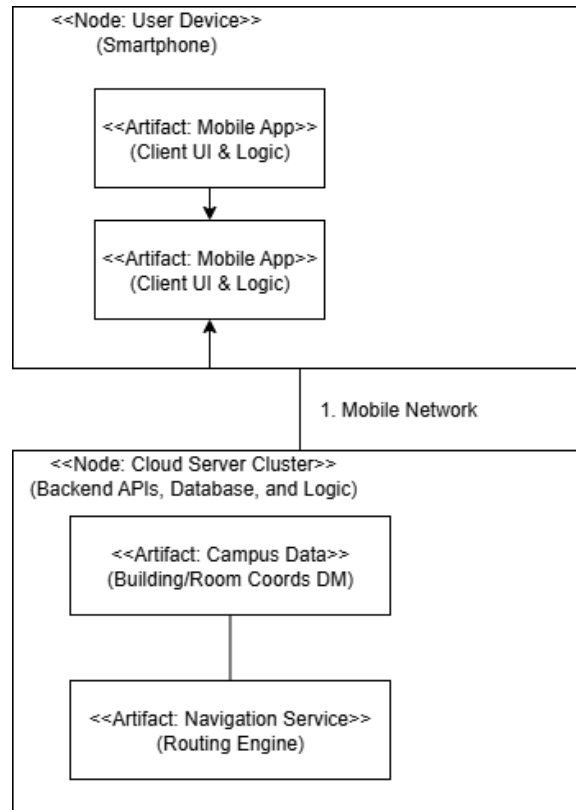 <<Node: User Device>>
(Smartphone)
<<Artifact: Mobile App>>
(Client UI & Logic)
<<Artifact: Mobile App>>
(Client UI & Logic)
1. Mobile Network
<<Node: Cloud Server Cluster>>
(Backend APIs, Database, and Logic)
<<Artifact: Campus Data>>
(Building/Room Coords DM)
<<Artifact: Navigation Service>>
(Routing Engine)